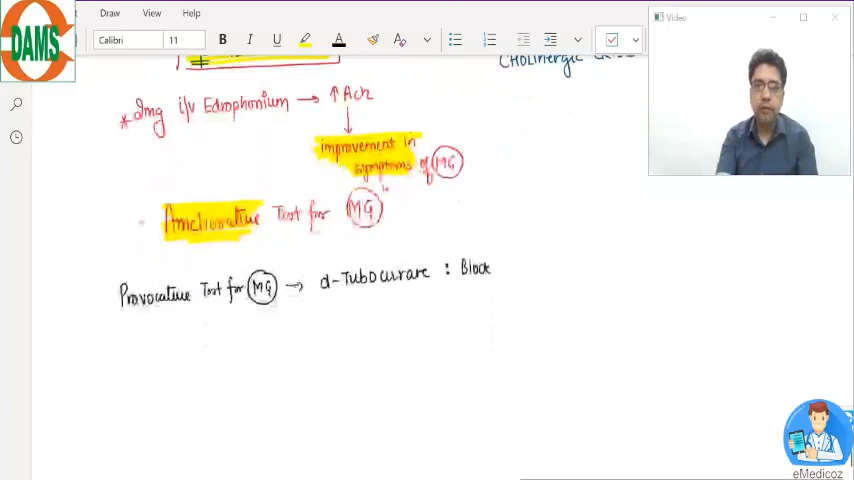 DAMS
Draw View Help
Video
Calibri 11 B I U A
Cholinergic
*2mg i/v Edrophonium → ↑ Ach
improvement in
symptoms of MG
Ameliorative Test for MG
Provocative Test for MG → d-Tubocurare : Block
eMedicoz